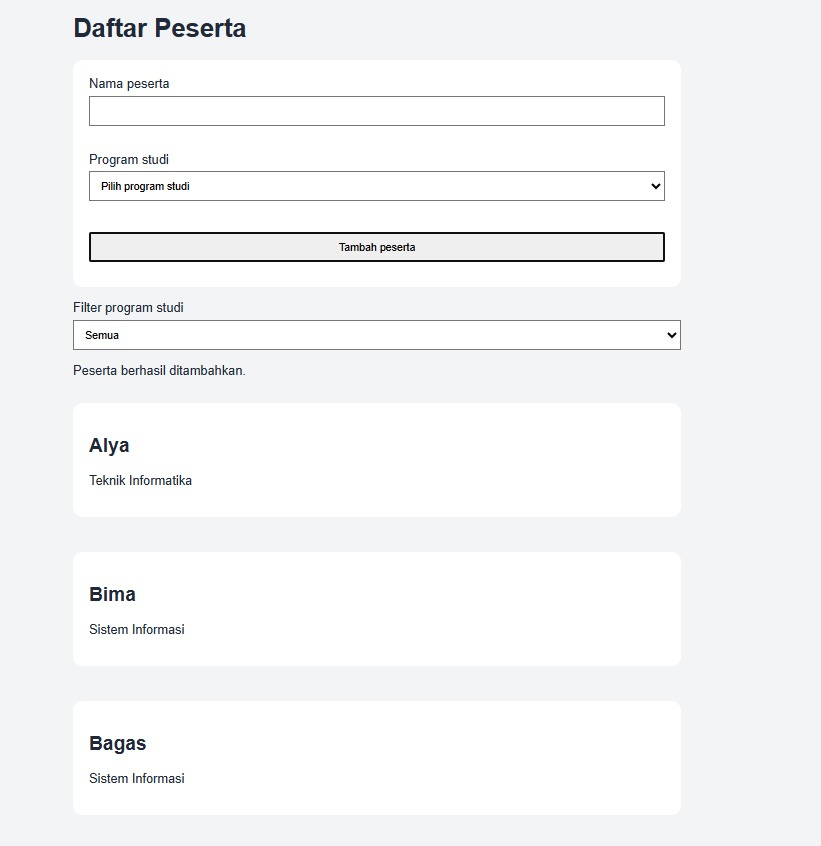 Daftar Peserta
Nama peserta
Program studi
Pilih program studi
Tambah peserta
Filter program studi
Semua
Peserta berhasil ditambahkan.
Alya
Teknik Informatika
Bima
Sistem Informasi
Bagas
Sistem Informasi